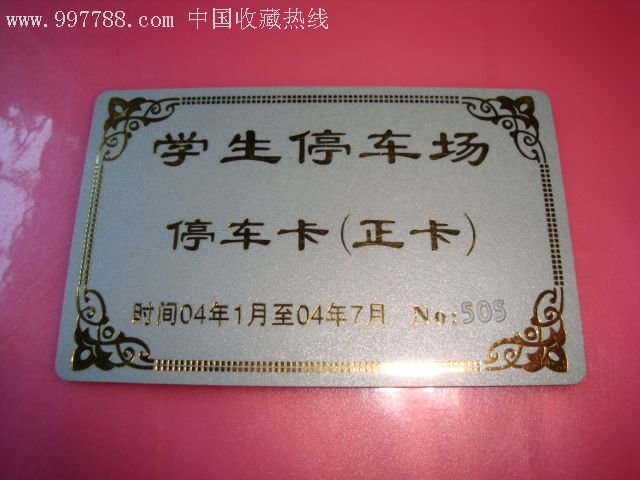 www.997788.com 中国收藏热线
学生停车场
停车卡(正卡)
时间04年1月至04年7月 No:505